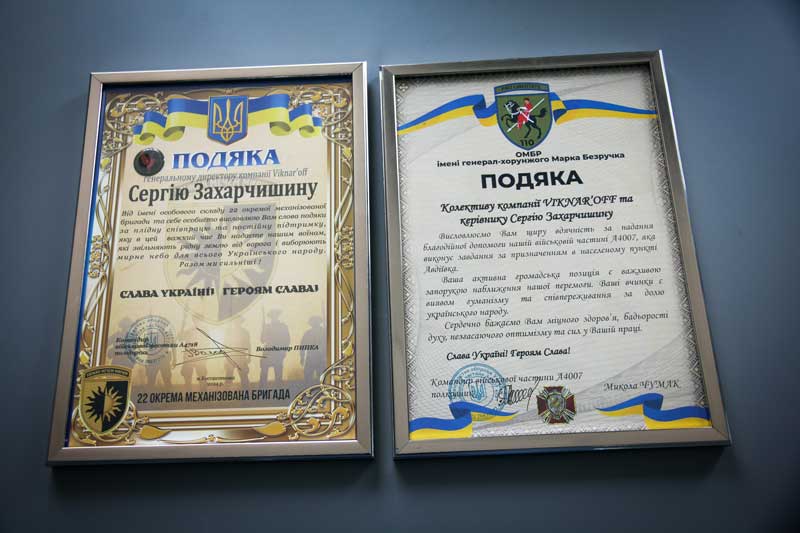 ПОДЯКА
Генеральному директору компанії Viknar'off
Сергію Захарчишину
Від імені особового складу 22 окремої механізованої
бригади та себе особисто висловлюю Вам слова подяки
за плідну співпрацю та постійну підтримку,
яку в цей важкий час Ви надаєте нашим воїнам,
які звільняють рідну землю від ворога і виборюють
мирне небо для всього Українського народу.
Разом ми сильніші!
СЛАВА УКРАЇНІ! ГЕРОЯМ СЛАВА!
Командир
військової частини А4718
полковник
Володимир
22 ОКРЕМА МЕХАНІЗОВАНА БРИГАДА
110
ОМБР
імені генерал-хорунжого Марка Безручка
ПОДЯКА
Колективу компанії VIKNAR'OFF та
керівнику Сергію Захарчишину
Висловлюємо Вам щиру вдячність за надання
благодійної допомоги нашій військовій частині А4007, яка
виконує завдання за призначенням в населеному пункті
Авдіївка.
Ваша активна громадська позиція є важливою
запорукою наближення нашої перемоги. Ваші вчинки є
виявом гуманізму та співпереживання за долю
українського народу.
Сердечно бажаємо Вам міцного здоров'я, бадьорості
духу, незгасаючого оптимізму та сил у Вашій праці.
Слава Україні! Героям Слава!
Командир військової частини А4007
полковник
Микола ЧУМАК